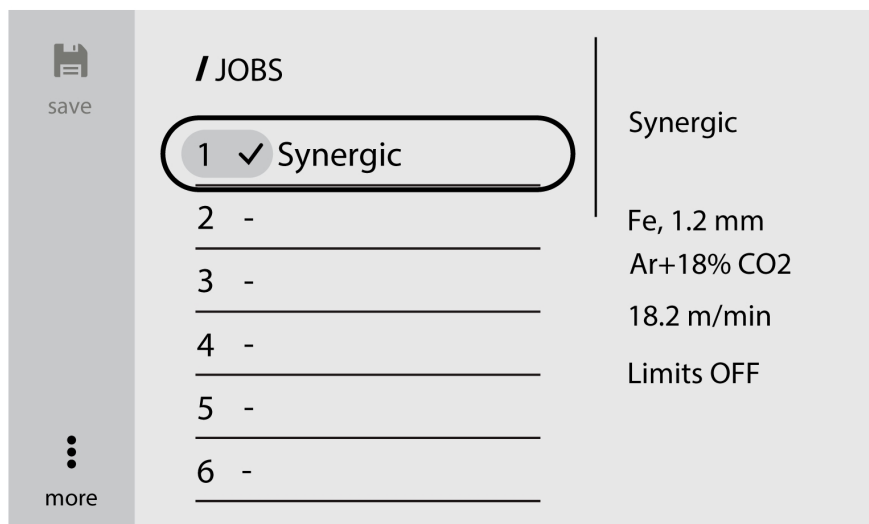 save
/ JOBS
1 ✓ Synergic
2 -
3 -
4 -
5 -
6 -
more
Synergic
Fe, 1.2 mm
Ar+18% CO2
18.2 m/min
Limits OFF